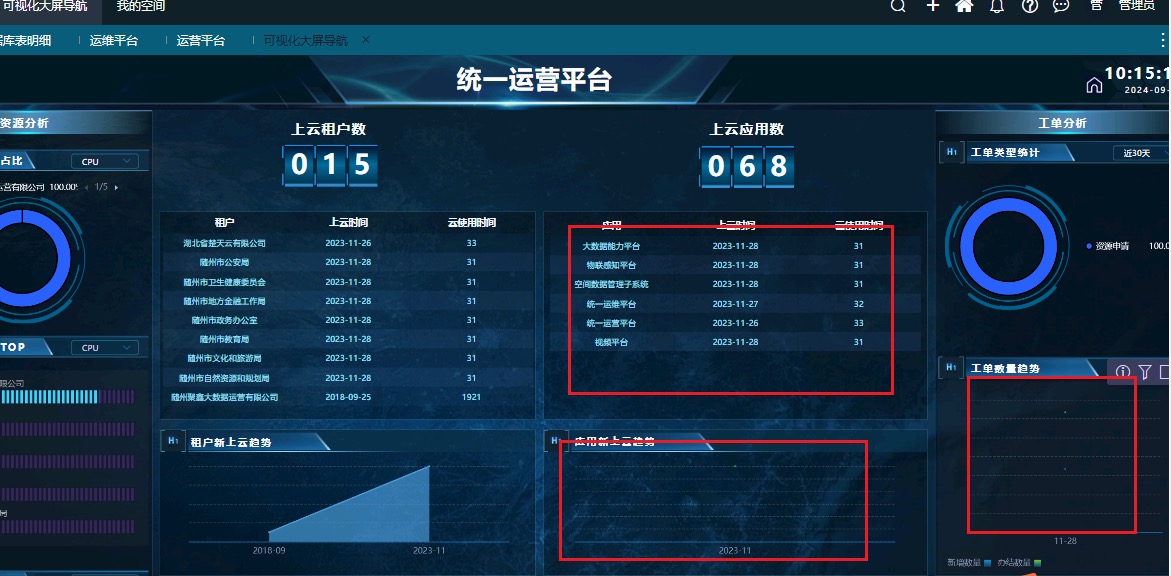 可视化大屏导航 我的空间 管 管理员
据库表明细 运维平台 运营平台 可视化大屏导航 ×
统一运营平台
10:15:1
2024-09-
资源分析
占比 CPU
运营有限公司 100.00% 1/5
TOP CPU
限公司
局
上云租户数
015
上云应用数
068
租户 上云时间 云使用时间
湖北省楚天云有限公司 2023-11-26 33
随州市公安局 2023-11-28 31
随州市卫生健康委员会 2023-11-28 31
随州市地方金融工作局 2023-11-28 31
随州市政务办公室 2023-11-28 31
随州市教育局 2023-11-28 31
随州市文化和旅游局 2023-11-28 31
随州市自然资源和规划局 2023-11-28 31
随州聚鑫大数据运营有限公司 2018-09-25 1921
应用 上云时间 云使用时间
大数据能力平台 2023-11-28 31
物联感知平台 2023-11-28 31
空间数据管理子系统 2023-11-28 31
统一运维平台 2023-11-27 32
统一运营平台 2023-11-26 33
视频平台 2023-11-28 31
H1 租户新上云趋势
2018-09 2023-11
H1 应用新上云趋势
2023-11
工单分析
H1 工单类型统计 近30天
资源申请 100.0
H1 工单数量趋势
11-28
新增数量 办结数量